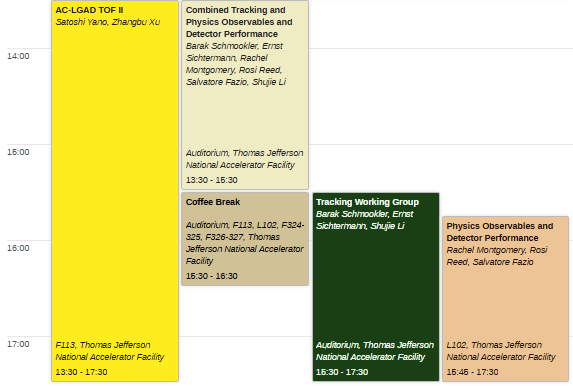 14:00
15:00
16:00
17:00
AC-LGAD TOF II
Satoshi Yano, Zhangbu Xu
F113, Thomas Jefferson
National Accelerator Facility
13:30 - 17:30
Combined Tracking and
Physics Observables and
Detector Performance
Barak Schmookler, Ernst
Sichtermann, Rachel
Montgomery, Rosi Reed,
Salvatore Fazio, Shujie Li
Auditorium, Thomas Jefferson
National Accelerator Facility
13:30 - 15:30
Coffee Break
Auditorium, F113, L102, F324-
325, F326-327, Thomas
Jefferson National Accelerator
Facility
15:30 - 16:30
Tracking Working Group
Barak Schmookler, Ernst
Sichtermann, Shujie Li
Auditorium, Thomas Jefferson
National Accelerator Facility
15:30 - 17:30
Physics Observables and
Detector Performance
Rachel Montgomery, Rosi
Reed, Salvatore Fazio
L102, Thomas Jefferson
National Accelerator Facility
15:45 - 17:30